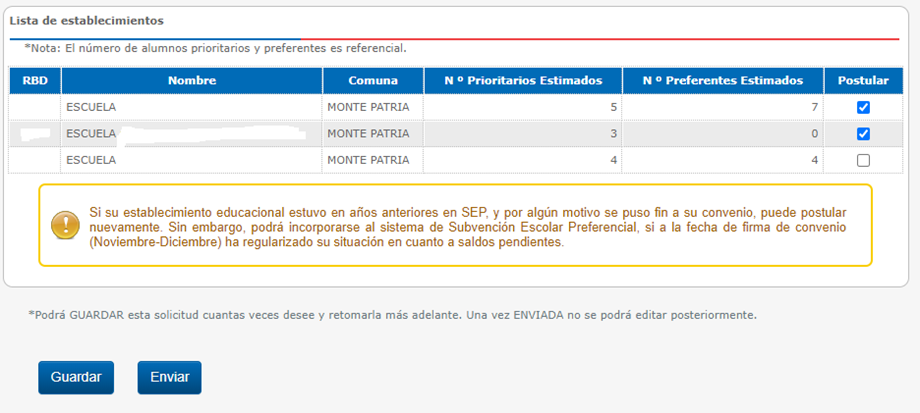 Lista de establecimientos
*Nota: El número de alumnos prioritarios y preferentes es referencial.
RBD Nombre Comuna N º Prioritarios Estimados N º Preferentes Estimados Postular
ESCUELA MONTE PATRIA 5 7
ESCUELA MONTE PATRIA 3 0
ESCUELA MONTE PATRIA 4 4
Si su establecimiento educacional estuvo en años anteriores en SEP, y por algún motivo se puso fin a su convenio, puede postular
nuevamente. Sin embargo, podrá incorporarse al sistema de Subvención Escolar Preferencial, si a la fecha de firma de convenio
(Noviembre-Diciembre) ha regularizado su situación en cuanto a saldos pendientes.
*Podrá GUARDAR esta solicitud cuantas veces desee y retomarla más adelante. Una vez ENVIADA no se podrá editar posteriormente.
Guardar Enviar